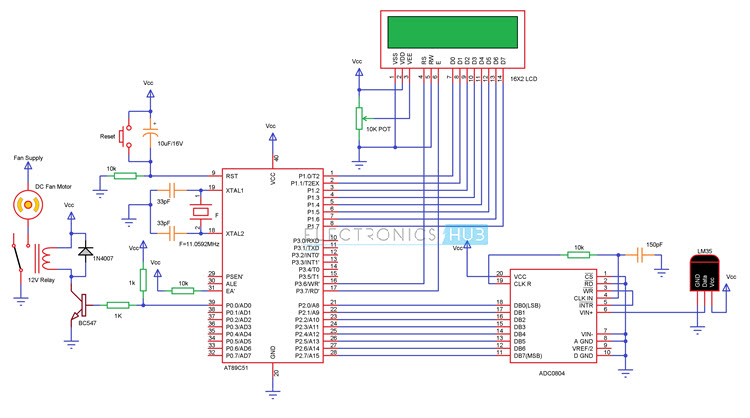 VSS
VDD
VEE
RS
RW
E
D0
D1
D2
D3
D4
D5
D6
D7
1
2
3
4
5
6
7
8
9
10
11
12
13
14
16X2 LCD
Vcc
10K POT
Vcc
Reset
10uF/16V
+
10k
Fan Supply
DC Fan Motor
Vcc
12V Relay
1N4007
BC547
1K
1k
10k
Vcc
33pF
33pF
1
2
F
F=11.0592MHz
Vcc
40
VCC
9 RST
19 XTAL1
18 XTAL2
29 PSEN'
30 ALE
31 EA'
39 P0.0/AD0
38 P0.1/AD1
37 P0.2/AD2
36 P0.3/AD3
35 P0.4/AD4
34 P0.5/AD5
33 P0.6/AD6
32 P0.7/AD7
P1.0/T2 1
P1.1/T2EX 2
P1.2 3
P1.3 4
P1.4 5
P1.5 6
P1.6 7
P1.7 8
P3.0/RXD 10
P3.1/TXD 11
P3.2/INT0' 12
P3.3/INT1' 13
P3.4/T0 14
P3.5/T1 15
P3.6/WR' 16
P3.7/RD' 17
P2.0/A8 21
P2.1/A9 22
P2.2/A10 23
P2.3/A11 24
P2.4/A12 25
P2.5/A13 26
P2.6/A14 27
P2.7/A15 28
GND
20
AT89C51
ELECTRONICS HUB
Vcc
10k
150pF
20 VCC
19 CLK R
18 DB0(LSB)
17 DB1
16 DB2
15 DB3
14 DB4
13 DB5
12 DB6
11 DB7(MSB)
CS 1
RD 2
WR 3
CLK IN 4
INTR 5
VIN+ 6
VIN- 7
A GND 8
VREF/2 9
D GND 10
ADC0804
LM35
GND
Data
Vcc
Vcc